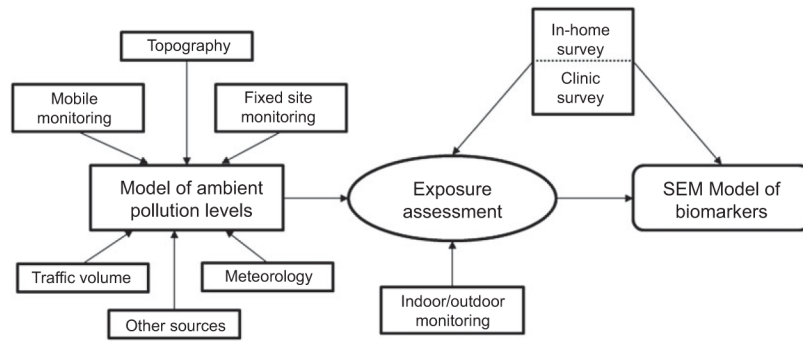 Topography
Mobile
monitoring
Fixed site
monitoring
In-home
survey
Clinic
survey
Model of ambient
pollution levels
Exposure
assessment
SEM Model of
biomarkers
Traffic volume
Other sources
Meteorology
Indoor/outdoor
monitoring